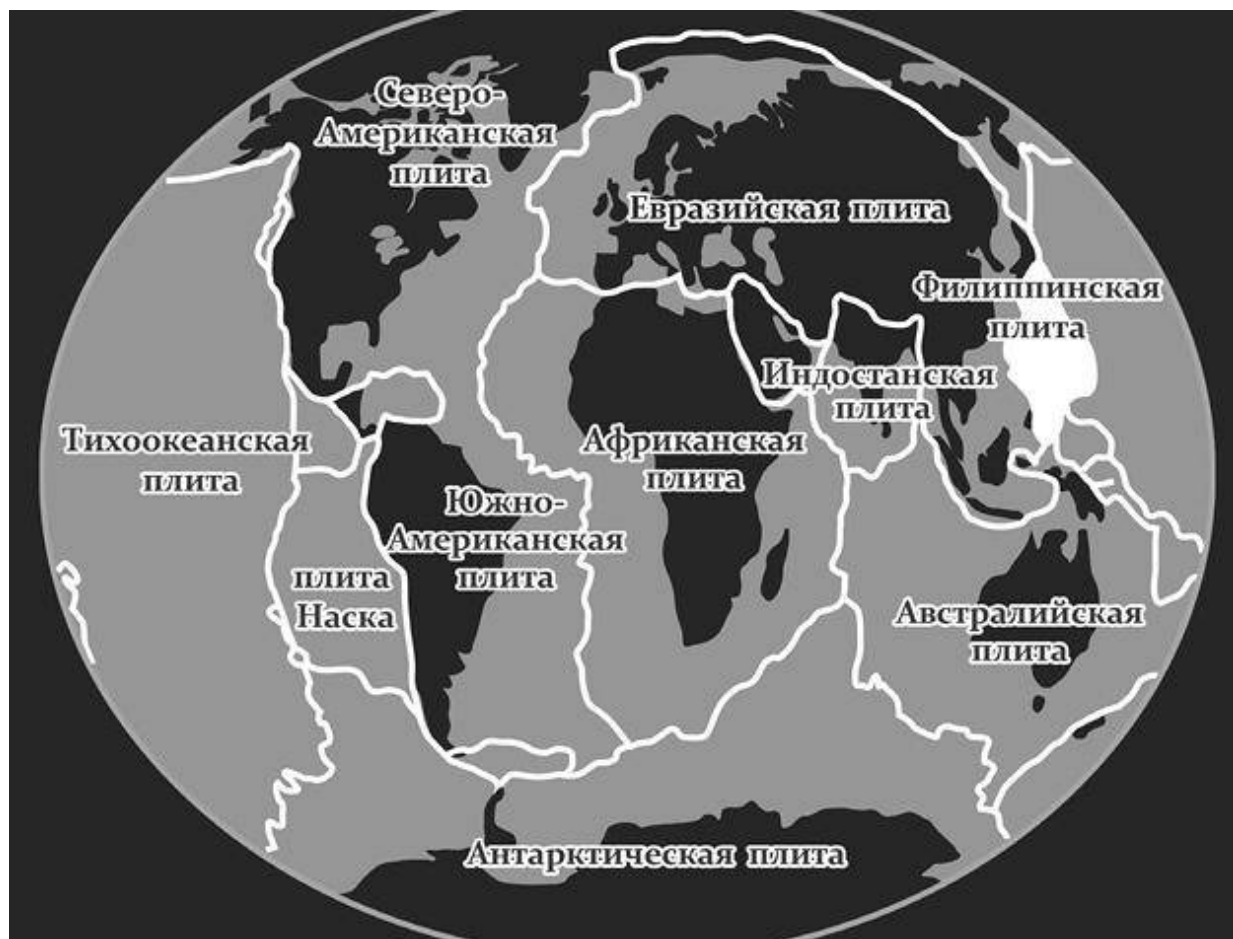 Северо-
Американская
плита
Евразийская плита
Филиппинская
плита
Индостанская
плита
Тихоокеанская
плита
Африканская
плита
Южно-
Американская
плита
плита
Наска
Австралийская
плита
Антарктическая плита